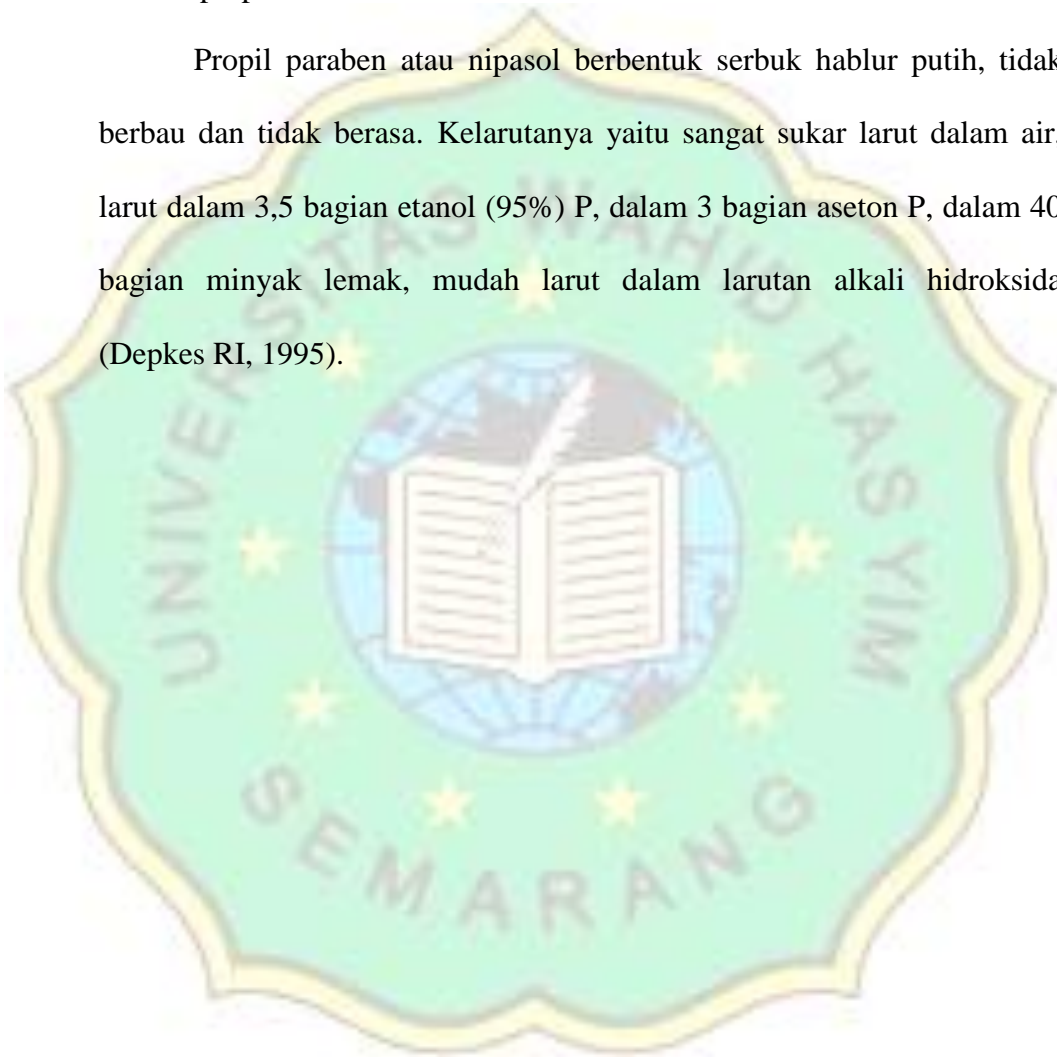 Propil paraben atau nipasol berbentuk serbuk hablur putih, tidak
berbau dan tidak berasa. Kelarutanya yaitu sangat sukar larut dalam air,
larut dalam 3,5 bagian etanol (95%) P, dalam 3 bagian aseton P, dalam 40
bagian minyak lemak, mudah larut dalam larutan alkali hidroksida
(Depkes RI, 1995).
UNIVERSITAS WAHID HASYIM
SEMARANG